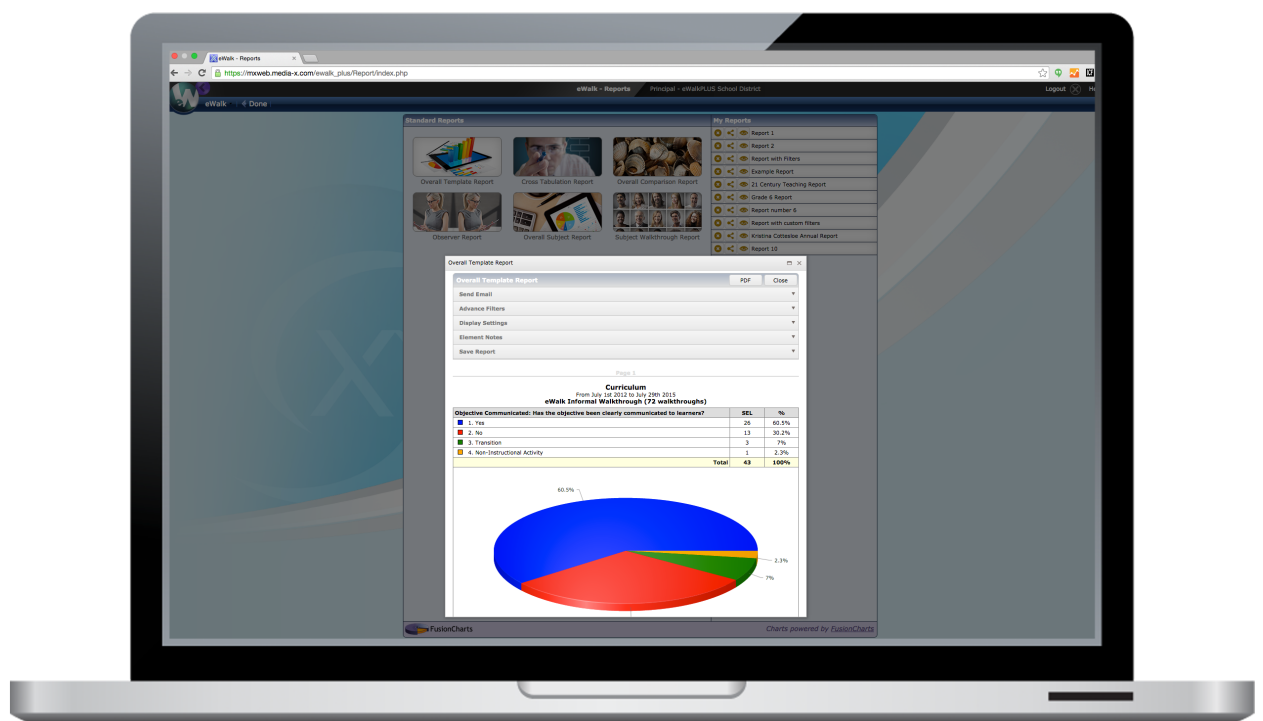 eWalk - Reports
https://mxweb.media-x.com/ewalk_plus/Report/index.php
eWalk - Reports
Principal - eWalkPLUS School District
Logout
He
W
eWalk
Done
Standard Reports
Overall Template Report
Cross Tabulation Report
Overall Comparison Report
Observer Report
Overall Subject Report
Subject Walkthrough Report
My Reports
Report 1
Report 2
Report with Filters
Example Report
21 Century Teaching Report
Grade 6 Report
Report number 6
Report with custom filters
Kristina Cottesloe Annual Report
Report 10
Overall Template Report
Overall Template Report PDF Close
Send Email
Advance Filters
Display Settings
Element Notes
Save Report
Page 1
Curriculum
From July 1st 2012 to July 29th 2015
eWalk Informal Walkthrough (72 walkthroughs)
Objective Communicated: Has the objective been clearly communicated to learners? SEL %
1. Yes 26 60.5%
2. No 13 30.2%
3. Transition 3 7%
4. Non-Instructional Activity 1 2.3%
Total 43 100%
60.5%
2.3%
7%
FusionCharts
Charts powered by FusionCharts